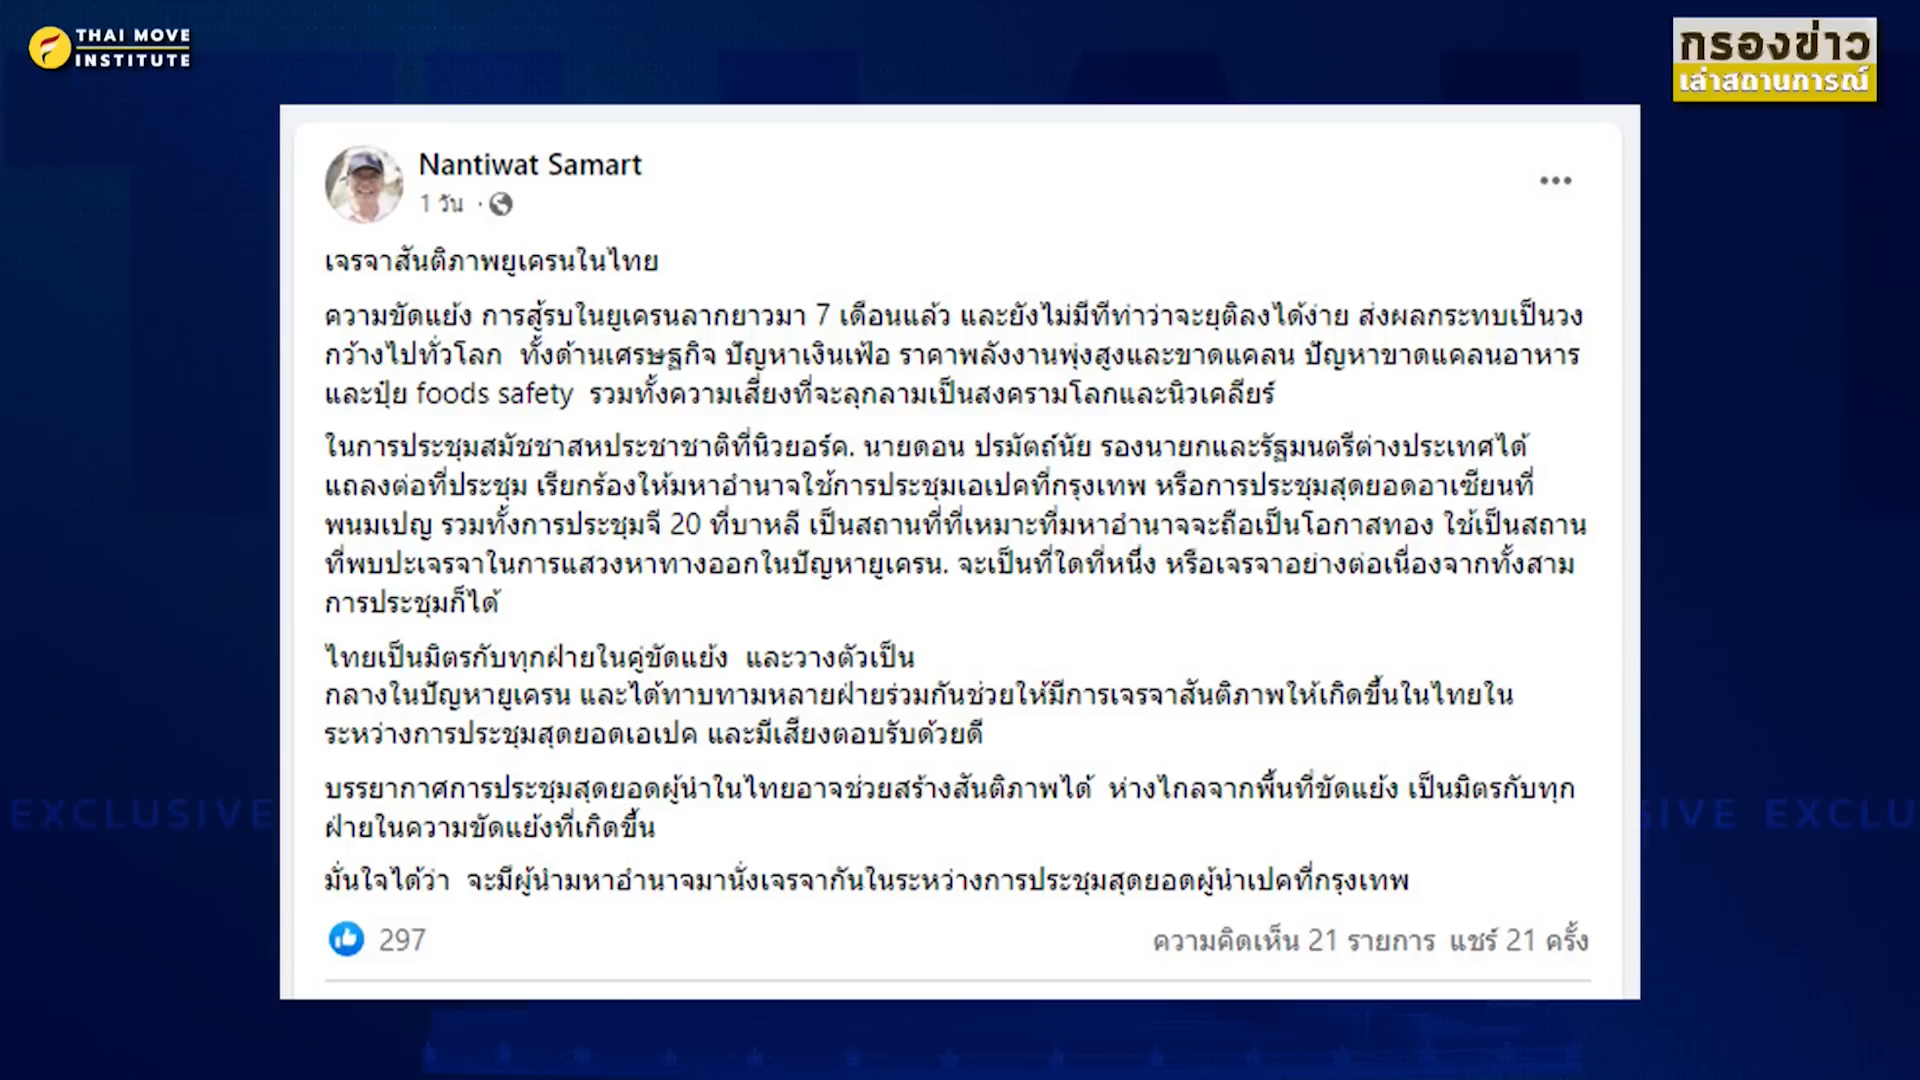 THAI MOVE
INSTITUTE
กรองข่าว
เล่าสถานการณ์
Nantiwat Samart
1 วัน ·
เจรจาสันติภาพยูเครนในไทย
ความขัดแย้ง การสู้รบในยูเครนลากยาวมา 7 เดือนแล้ว และยังไม่มีทีท่าว่าจะยุติลงได้ง่าย ส่งผลกระทบเป็นวง
กว้างไปทั่วโลก ทั้งด้านเศรษฐกิจ ปัญหาเงินเฟ้อ ราคาพลังงานพุ่งสูงและขาดแคลน ปัญหาขาดแคลนอาหาร
และปุ๋ย foods safety รวมทั้งความเสี่ยงที่จะลุกลามเป็นสงครามโลกและนิวเคลียร์
ในการประชุมสมัชชาสหประชาชาติที่นิวยอร์ค. นายดอน ปรมัตถ์นัย รองนายกและรัฐมนตรีต่างประเทศได้
แถลงต่อที่ประชุม เรียกร้องให้มหาอำนาจใช้การประชุมเอเปคที่กรุงเทพ หรือการประชุมสุดยอดอาเซียนที่
พนมเปญ รวมทั้งการประชุมจี 20 ที่บาหลี เป็นสถานที่ที่เหมาะที่มหาอำนาจจะถือเป็นโอกาสทอง ใช้เป็นสถาน
ที่พบปะเจรจาในการแสวงหาทางออกในปัญหายูเครน. จะเป็นที่ใดที่หนึ่ง หรือเจรจาอย่างต่อเนื่องจากทั้งสาม
การประชุมก็ได้
ไทยเป็นมิตรกับทุกฝ่ายในคู่ขัดแย้ง และวางตัวเป็น
กลางในปัญหายูเครน และได้ทาบทามหลายฝ่ายร่วมกันช่วยให้มีการเจรจาสันติภาพให้เกิดขึ้นในไทยใน
ระหว่างการประชุมสุดยอดเอเปค และมีเสียงตอบรับด้วยดี
บรรยากาศการประชุมสุดยอดผู้นำในไทยอาจช่วยสร้างสันติภาพได้ ห่างไกลจากพื้นที่ขัดแย้ง เป็นมิตรกับทุก
ฝ่ายในความขัดแย้งที่เกิดขึ้น
มั่นใจได้ว่า จะมีผู้นำมหาอำนาจมานั่งเจรจากันในระหว่างการประชุมสุดยอดผู้นำเปคที่กรุงเทพ
297
ความคิดเห็น 21 รายการ แชร์ 21 ครั้ง
EXCLUSIVE
SIVE EXCLU